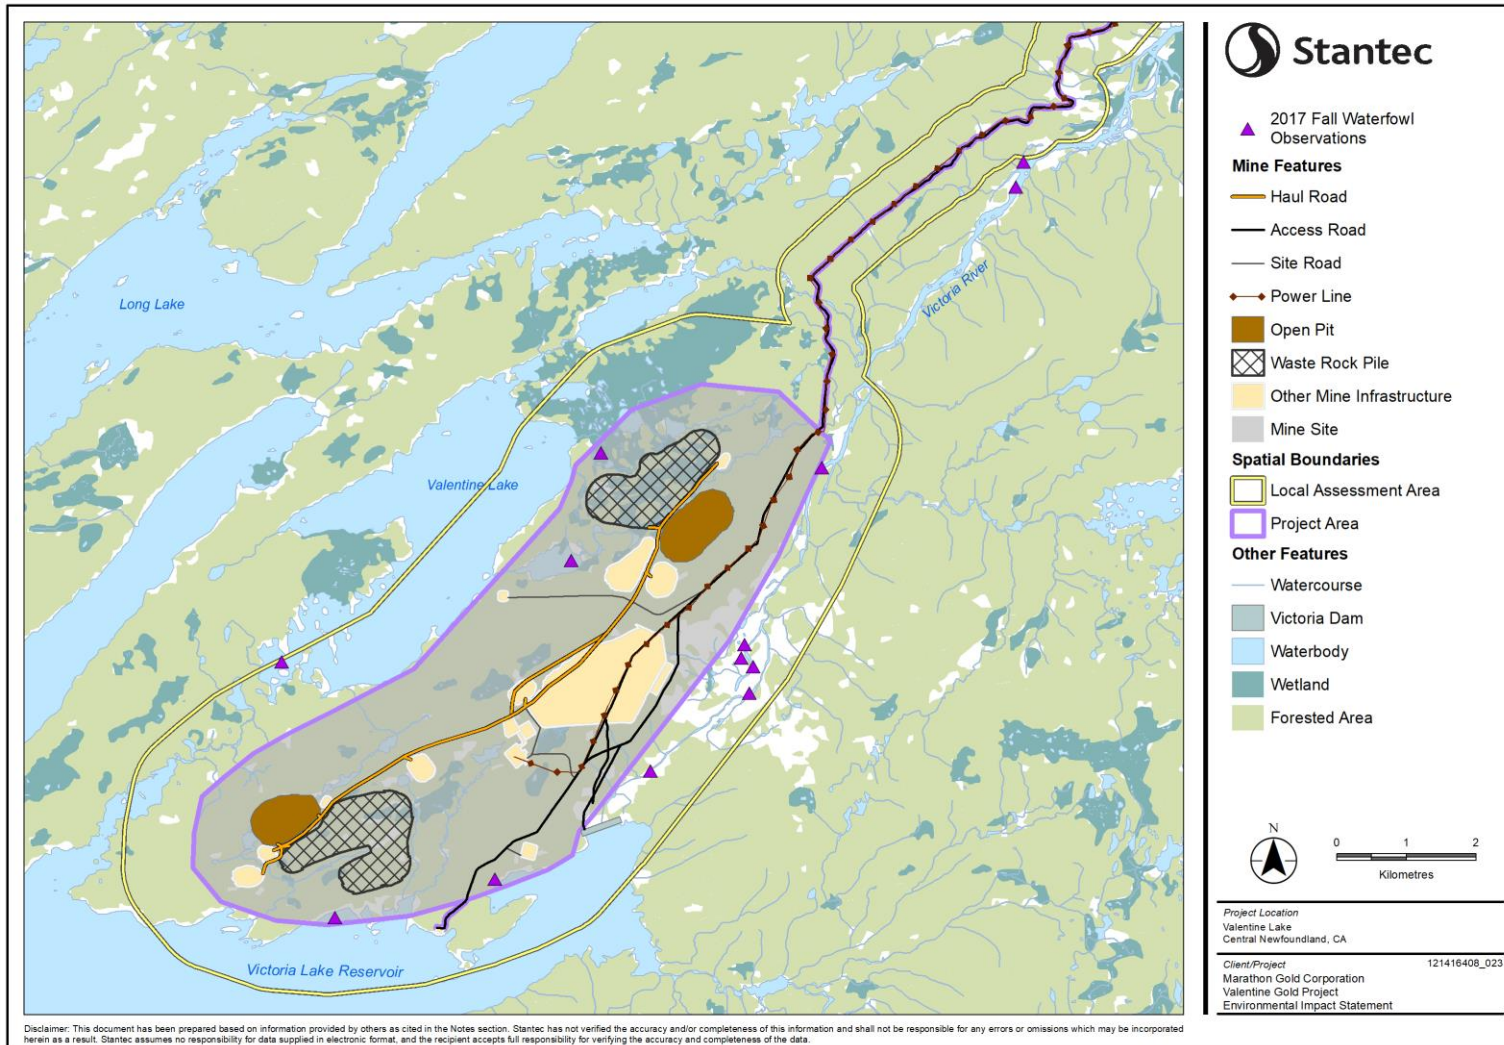 Long Lake
Valentine Lake
Victoria River
Victoria Lake Reservoir
Stantec
2017 Fall Waterfowl
Observations
Mine Features
Haul Road
Access Road
Site Road
Power Line
Open Pit
Waste Rock Pile
Other Mine Infrastructure
Mine Site
Spatial Boundaries
Local Assessment Area
Project Area
Other Features
Watercourse
Victoria Dam
Waterbody
Wetland
Forested Area
N
0 1 2
Kilometres
Project Location
Valentine Lake
Central Newfoundland, CA
Client/Project 121416408_023
Marathon Gold Corporation
Valentine Gold Project
Environmental Impact Statement
Disclaimer: This document has been prepared based on information provided by others as cited in the Notes section. Stantec has not verified the accuracy and/or completeness of this information and shall not be responsible for any errors or omissions which may be incorporated
herein as a result. Stantec assumes no responsibility for data supplied in electronic format, and the recipient accepts full responsibility for verifying the accuracy and completeness of the data.